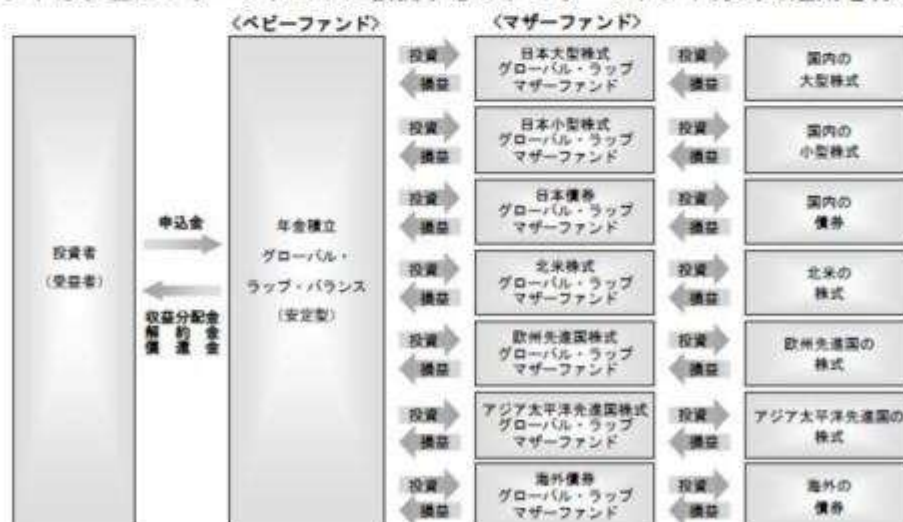 〈ベビーファンド〉
〈マザーファンド〉
投資者
(受益者)
申込金
収益分配金
解約金
償還金
年金積立
グローバル・
ラップ・バランス
(安定型)
投資
損益
日本大型株式
グローバル・ラップ
マザーファンド
投資
損益
国内の
大型株式
投資
損益
日本小型株式
グローバル・ラップ
マザーファンド
投資
損益
国内の
小型株式
投資
損益
日本債券
グローバル・ラップ
マザーファンド
投資
損益
国内の
債券
投資
損益
北米株式
グローバル・ラップ
マザーファンド
投資
損益
北米の
株式
投資
損益
欧州先進国株式
グローバル・ラップ
マザーファンド
投資
損益
欧州先進国の
株式
投資
損益
アジア太平洋先進国株式
グローバル・ラップ
マザーファンド
投資
損益
アジア太平洋先進国の
株式
投資
損益
海外債券
グローバル・ラップ
マザーファンド
投資
損益
海外の
債券